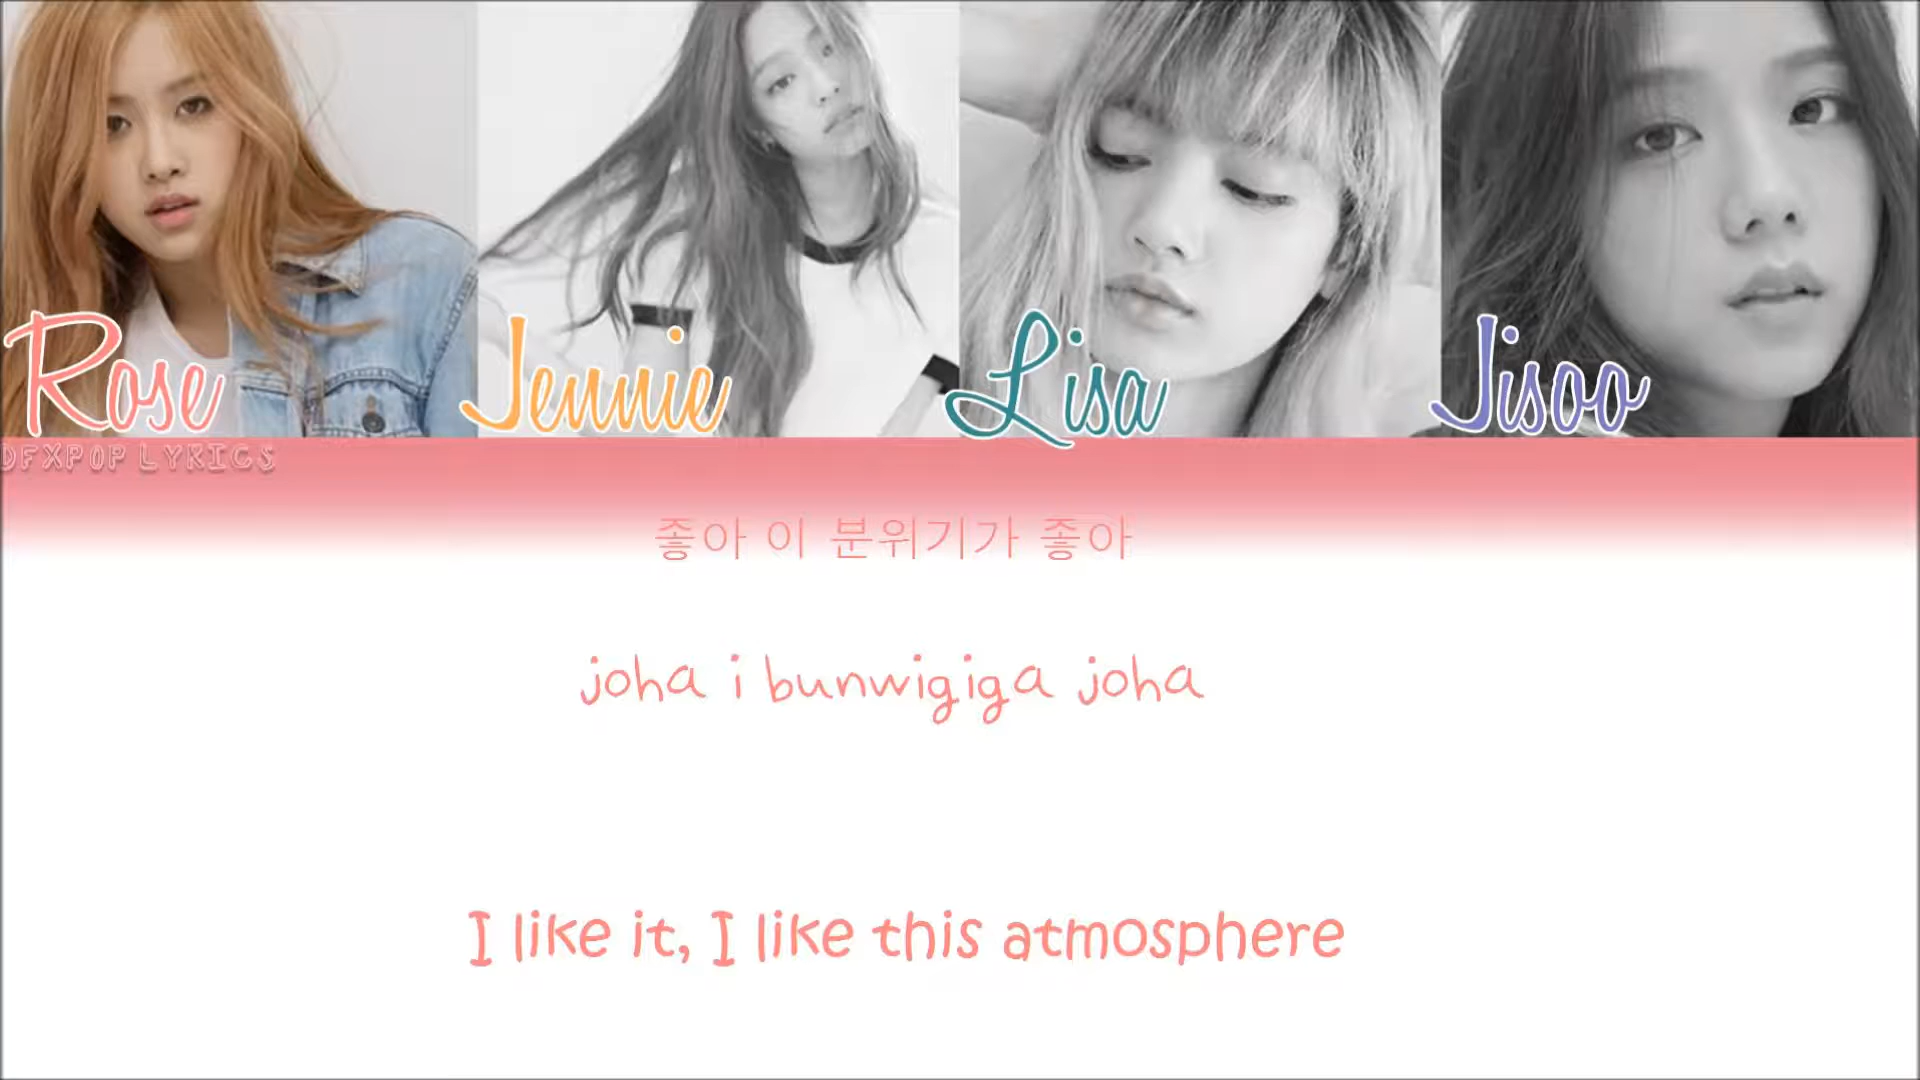 Rose
Jennie
Lisa
Jisoo
DFXPOP LYRICS
좋아 이 분위기가 좋아
joha i bunwigiga joha
I like it, I like this atmosphere